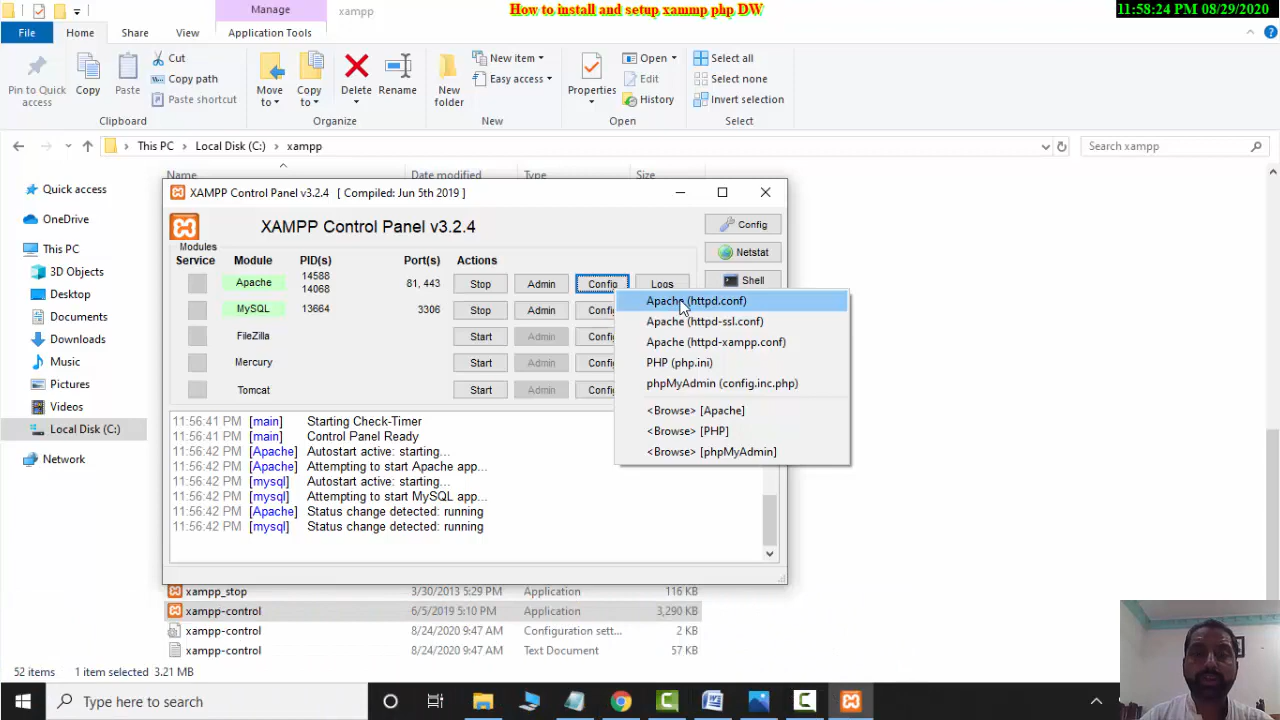 Manage
xampp
How to install and setup xammp php DW
11:58:24 PM 08/29/2020
File
Home
Share
View
Application Tools
Pin to Quick access
Copy
Paste
Cut
Copy path
Paste shortcut
Clipboard
Move to
Copy to
Delete
Rename
Organize
New folder
New item
Easy access
New
Properties
Open
Edit
History
Open
Select all
Select none
Invert selection
Select
This PC > Local Disk (C:) > xampp
Search xampp
Name
Date modified
Type
Size
Quick access
OneDrive
This PC
3D Objects
Desktop
Documents
Downloads
Music
Pictures
Videos
Local Disk (C:)
Network
XAMPP Control Panel v3.2.4 [ Compiled: Jun 5th 2019 ]
XAMPP Control Panel v3.2.4
Modules
Service Module PID(s) Port(s) Actions
Apache 14588 14068 81, 443 Stop Admin Config Logs
MySQL 13664 3306 Stop Admin Config
FileZilla Start Admin
Mercury Start Admin
Tomcat Start Admin
Config
Netstat
Shell
Apache (httpd.conf)
Apache (httpd-ssl.conf)
Apache (httpd-xampp.conf)
PHP (php.ini)
phpMyAdmin (config.inc.php)
<Browse> [Apache]
<Browse> [PHP]
<Browse> [phpMyAdmin]
11:56:41 PM [main] Starting Check-Timer
11:56:41 PM [main] Control Panel Ready
11:56:42 PM [Apache] Autostart active: starting...
11:56:42 PM [Apache] Attempting to start Apache app...
11:56:42 PM [mysql] Autostart active: starting...
11:56:42 PM [mysql] Attempting to start MySQL app...
11:56:42 PM [Apache] Status change detected: running
11:56:42 PM [mysql] Status change detected: running
xampp_stop 3/30/2013 5:29 PM Application 116 KB
xampp-control 6/5/2019 5:10 PM Application 3,290 KB
xampp-control 8/24/2020 9:47 AM Configuration sett... 2 KB
xampp-control 8/24/2020 9:47 AM Text Document 57 KB
52 items 1 item selected 3.21 MB
Type here to search